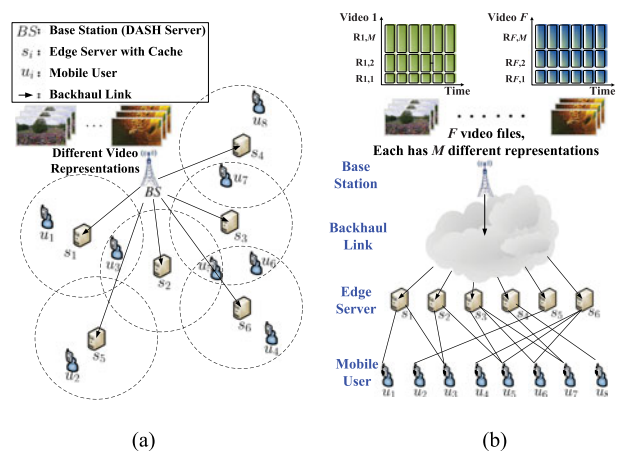 BS: Base Station (DASH Server)
s_i: Edge Server with Cache
u_i: Mobile User
: Backhaul Link
Different Video
Representations
BS
u8
s4
u7
u1
s1
u3
s2
s3
u5
u6
s6
u4
s5
u2
(a)
Video 1
R1,M
R1,2
R1,1
Time
Video F
RF,M
RF,2
RF,1
Time
F video files,
Each has M different representations
Base
Station
Backhaul
Link
Edge
Server
s1 s2 s3 s4 s5 s6
Mobile
User
u1 u2 u3 u4 u5 u6 u7 u8
(b)